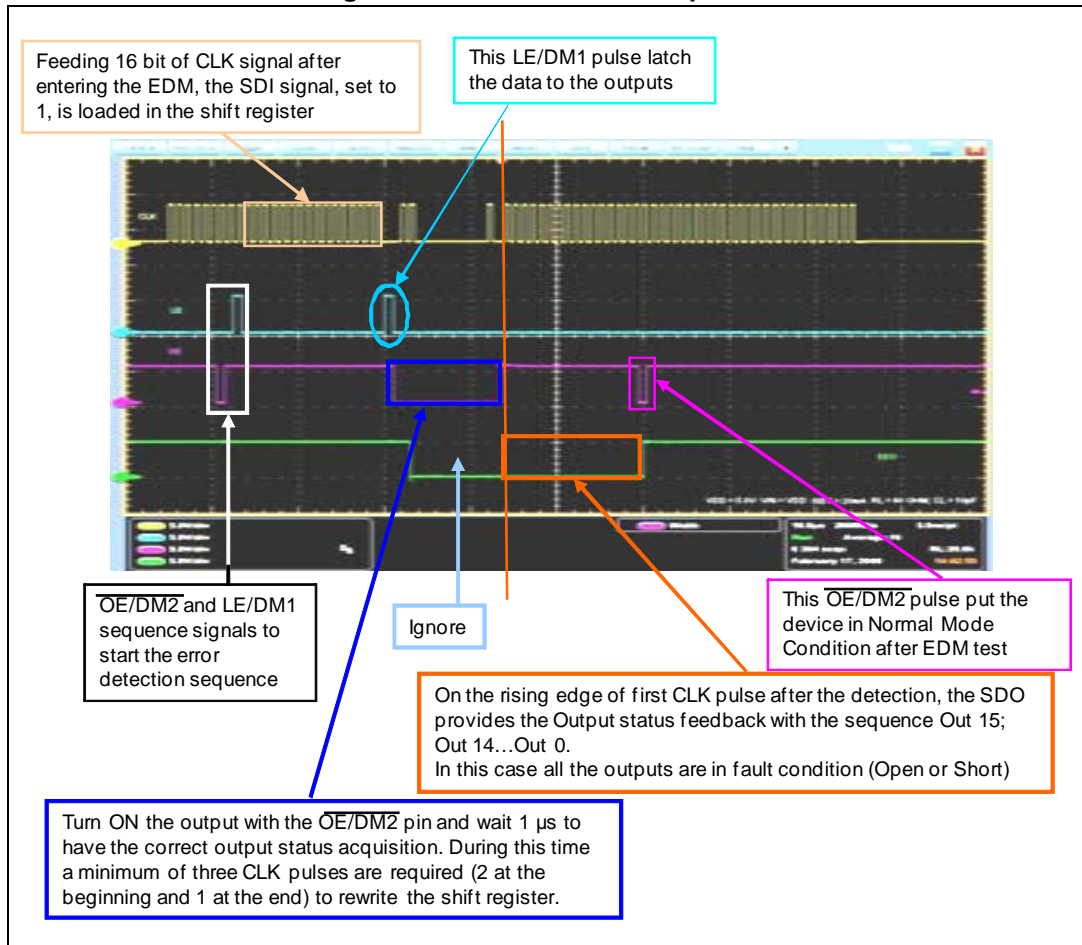 Feeding 16 bit of CLK signal after
entering the EDM, the SDI signal, set to
1, is loaded in the shift register
This LE/DM1 pulse latch
the data to the outputs
CLK
LE
OE
SDO
OE/DM2 and LE/DM1
sequence signals to
start the error
detection sequence
Ignore
This OE/DM2 pulse put the
device in Normal Mode
Condition after EDM test
On the rising edge of first CLK pulse after the detection, the SDO
provides the Output status feedback with the sequence Out 15;
Out 14...Out 0.
In this case all the outputs are in fault condition (Open or Short)
Turn ON the output with the OE/DM2 pin and wait 1 µs to
have the correct output status acquisition. During this time
a minimum of three CLK pulses are required (2 at the
beginning and 1 at the end) to rewrite the shift register.